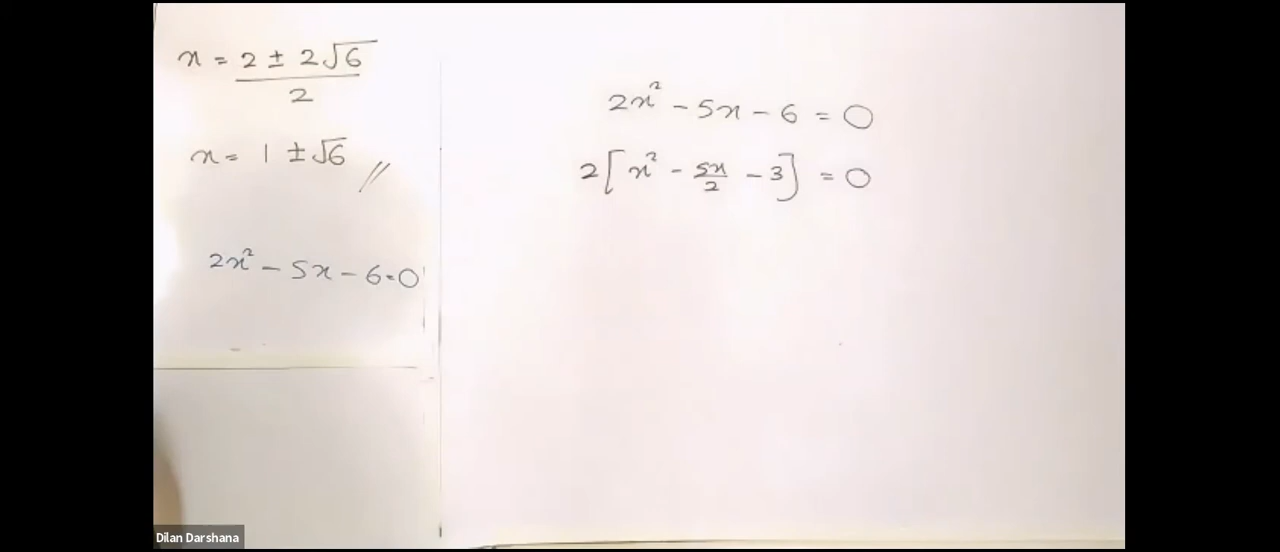 x = 2 ± 2√6
2
x = 1 ± √6 //
2x² - 5x - 6 = 0
2x² - 5x - 6 = 0
2[x² - 5x/2 - 3] = 0
Dilan Darshana